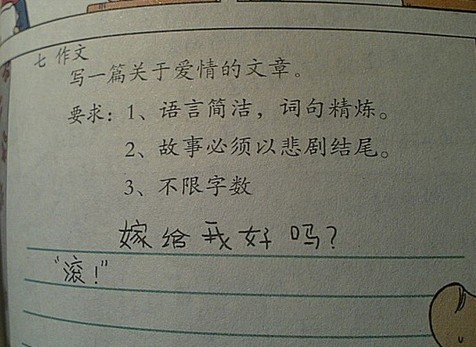 七 作文
写一篇关于爱情的文章。
要求：1、语言简洁，词句精炼。
2、故事必须以悲剧结尾。
3、不限字数
嫁给我好吗？
“滚！”